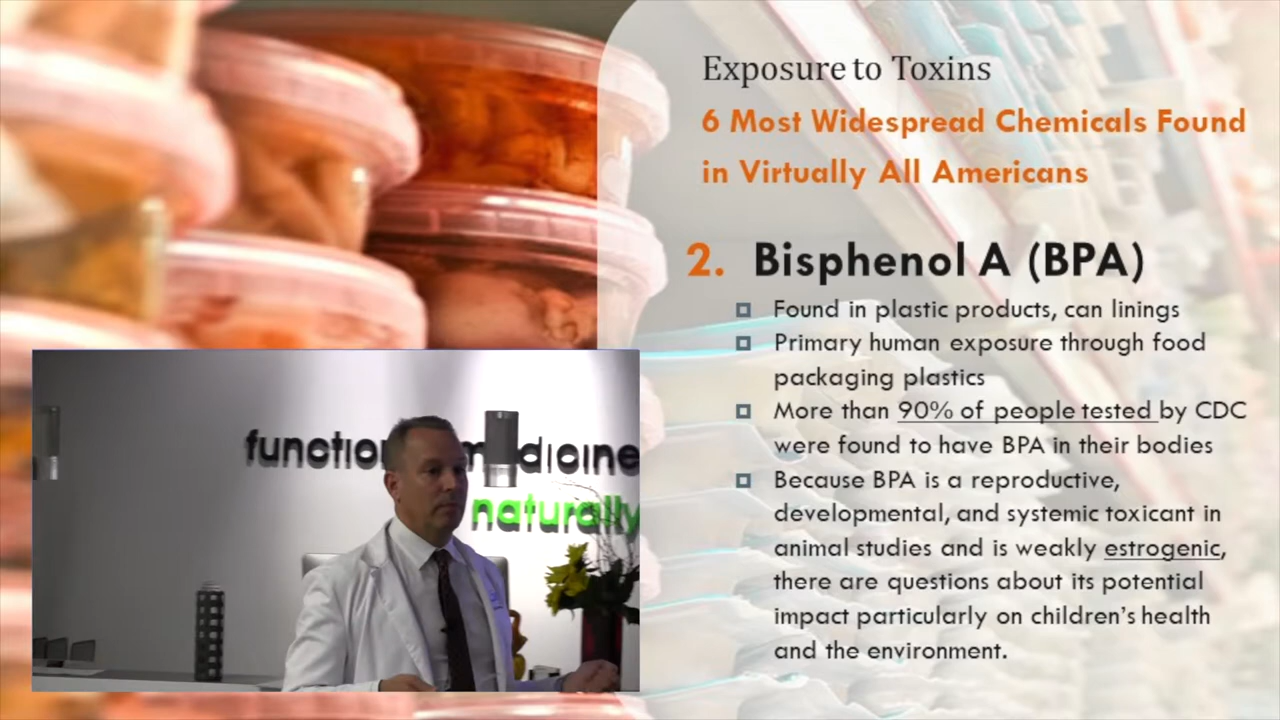 Exposure to Toxins
6 Most Widespread Chemicals Found
in Virtually All Americans
2. Bisphenol A (BPA)
Found in plastic products, can linings
Primary human exposure through food
packaging plastics
More than 90% of people tested by CDC
were found to have BPA in their bodies
Because BPA is a reproductive,
developmental, and systemic toxicant in
animal studies and is weakly estrogenic,
there are questions about its potential
impact particularly on children's health
and the environment.
naturally